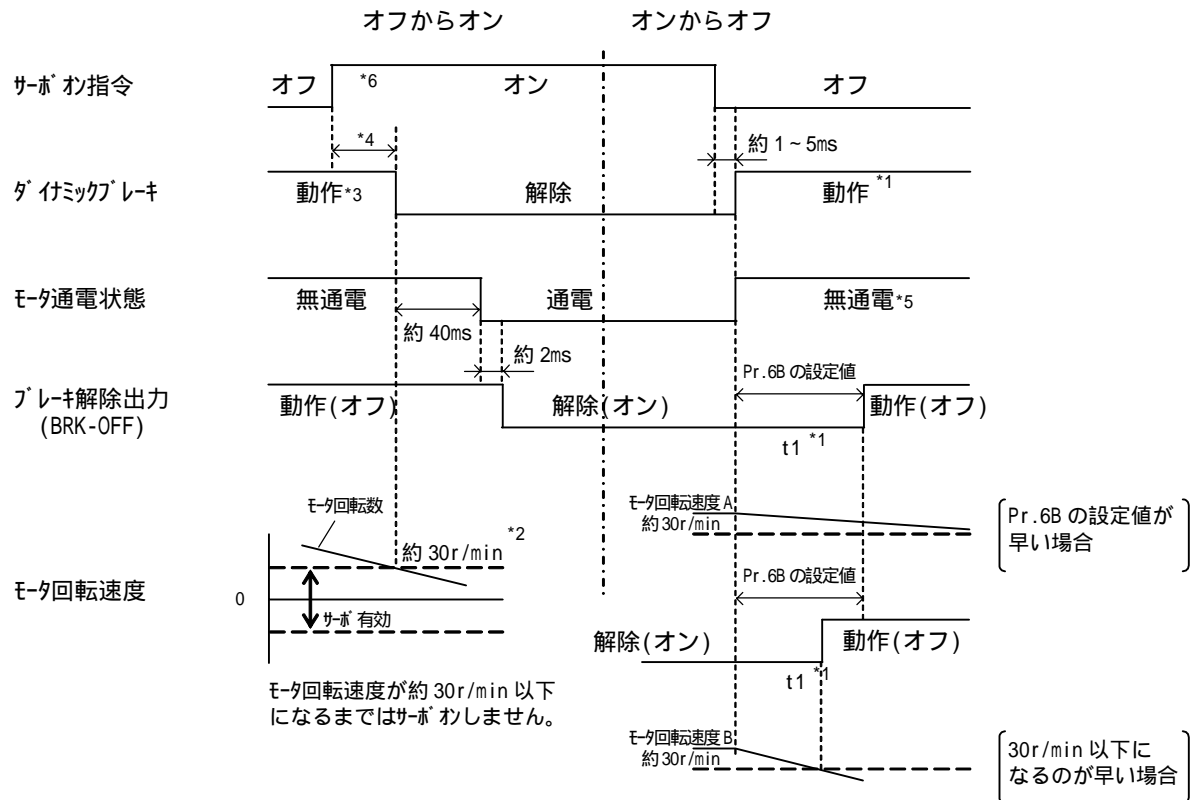 オフからオン
オンからオフ
サーボオン指令
オフ
*6
オン
オフ
*4
約 1~5ms
ダイナミックブレーキ
動作*3
解除
動作 *1
モータ通電状態
無通電
通電
無通電*5
約 40ms
約 2ms
Pr.6B の設定値
ブレーキ解除出力
(BRK-OFF)
動作(オフ)
解除(オン)
動作(オフ)
t1 *1
モータ回転数
モータ回転速度 A
約 30r/min
Pr.6B の設定値が
早い場合
約 30r/min *2
モータ回転速度
0
サーボ有効
Pr.6B の設定値
解除(オン)
動作(オフ)
t1 *1
モータ回転速度が約 30r/min 以下
になるまではサーボオンしません。
モータ回転速度 B
約 30r/min
30r/min 以下に
なるのが早い場合